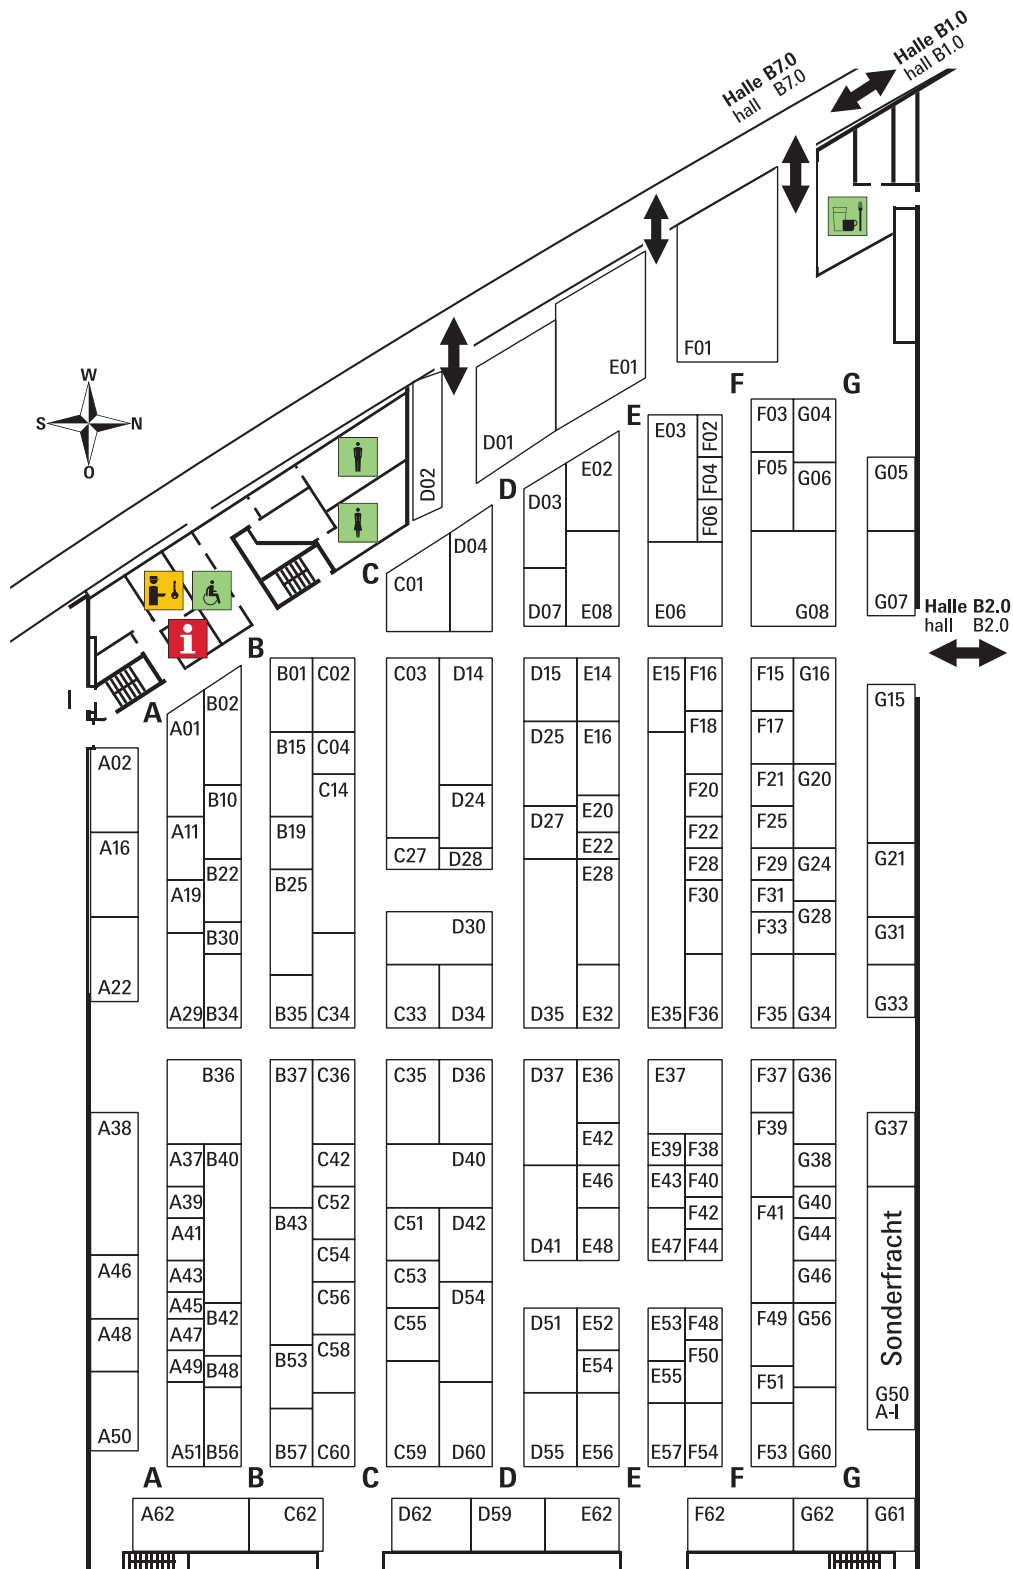 Halle B1.0
hall B1.0
Halle B7.0
hall B7.0
F01
E01
F
G
W
S
N
O
D01
D02
E
E03
F02
F03
G04
F04
F05
G06
F06
G05
D
E02
D03
D04
C
C01
D07
E08
E06
G08
G07
Halle B2.0
hall B2.0
i
B
A
B01
C02
C03
D14
D15
E14
E15
F16
F15
G16
G15
B02
A01
B15
C04
D25
E16
F18
F17
A02
C14
D24
D27
E20
F20
F21
G20
B10
A11
A16
B19
C27
D28
E22
F22
F25
G21
B22
B25
E28
F28
F29
G24
A19
F30
F31
B30
D30
F33
G28
G31
A22
A29
B34
B35
C34
C33
D34
D35
E32
E35
F36
F35
G34
G33
B36
B37
C36
C35
D36
D37
E36
E37
F37
G36
A38
E42
F39
G37
A37
B40
C42
D40
E39
F38
G38
A39
C52
E46
E43
F40
G40
F41
A41
B43
C51
D42
D41
E48
E47
F42
F44
G44
A43
C54
C53
G46
A46
A45
C56
D54
B42
A47
C55
D51
E52
E53
F48
F49
G56
A48
B53
C58
E54
F50
A49
B48
E55
F51
Sonderfracht
G50
A-I
A50
A51
B56
B57
C60
C59
D60
D55
E56
E57
F54
F53
G60
A
B
C
D
E
F
G
A62
C62
D62
D59
E62
F62
G62
G61